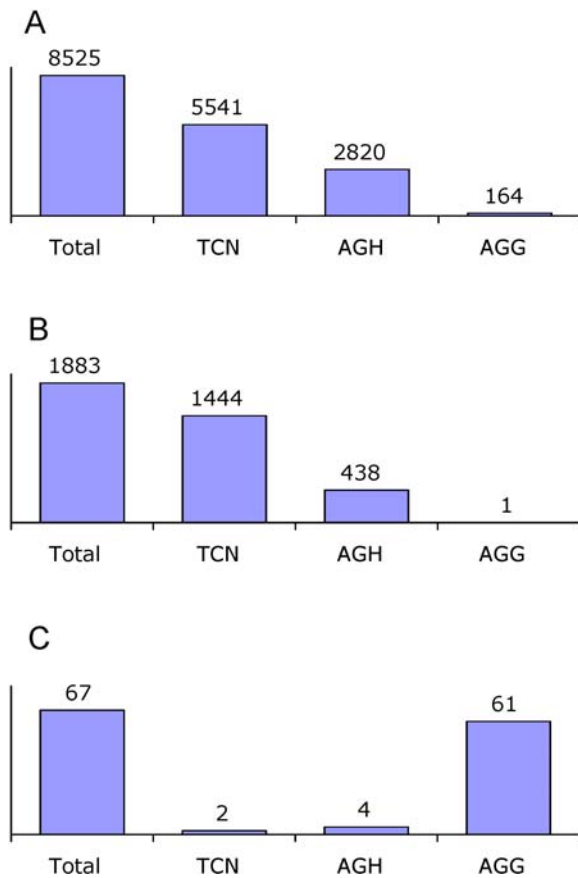 A
8525
5541
2820
164
Total TCN AGH AGG
B
1883
1444
438
1
Total TCN AGH AGG
C
67
2
4
61
Total TCN AGH AGG